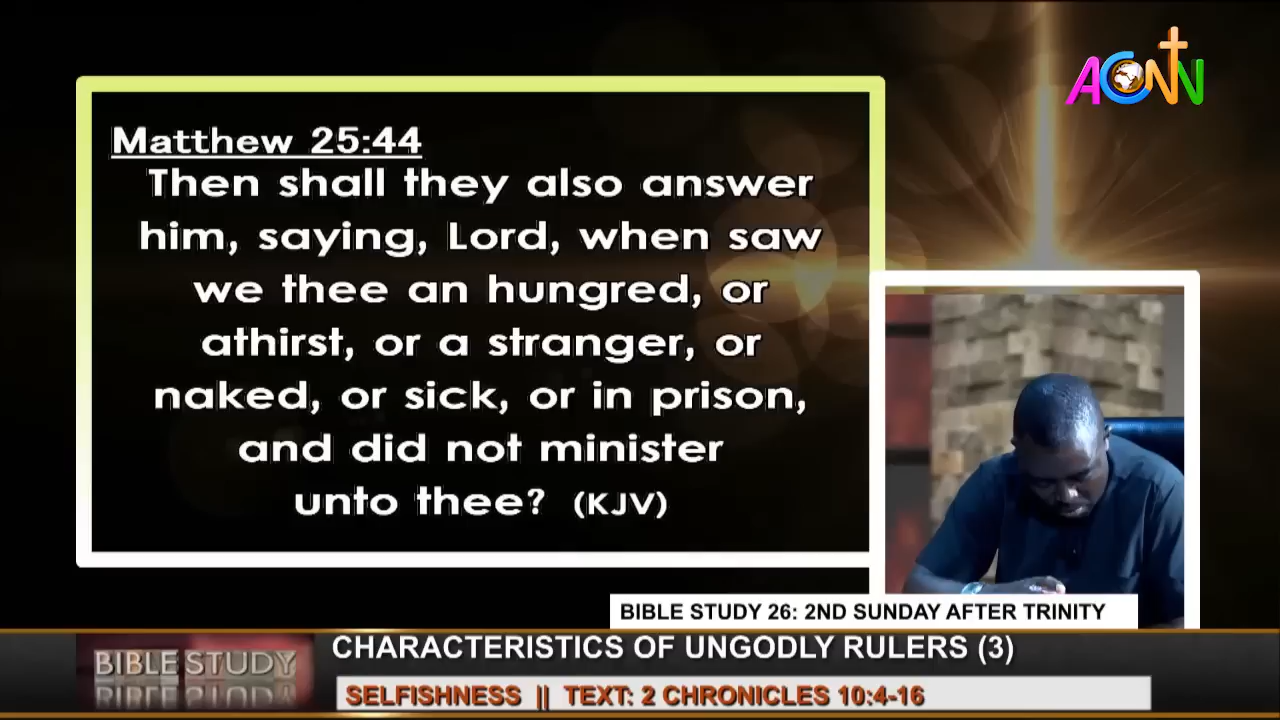 ACNN
Matthew 25:44
Then shall they also answer
him, saying, Lord, when saw
we thee an hungred, or
athirst, or a stranger, or
naked, or sick, or in prison,
and did not minister
unto thee? (KJV)
BIBLE STUDY 26: 2ND SUNDAY AFTER TRINITY
BIBLE STUDY
CHARACTERISTICS OF UNGODLY RULERS (3)
SELFISHNESS || TEXT: 2 CHRONICLES 10:4-16